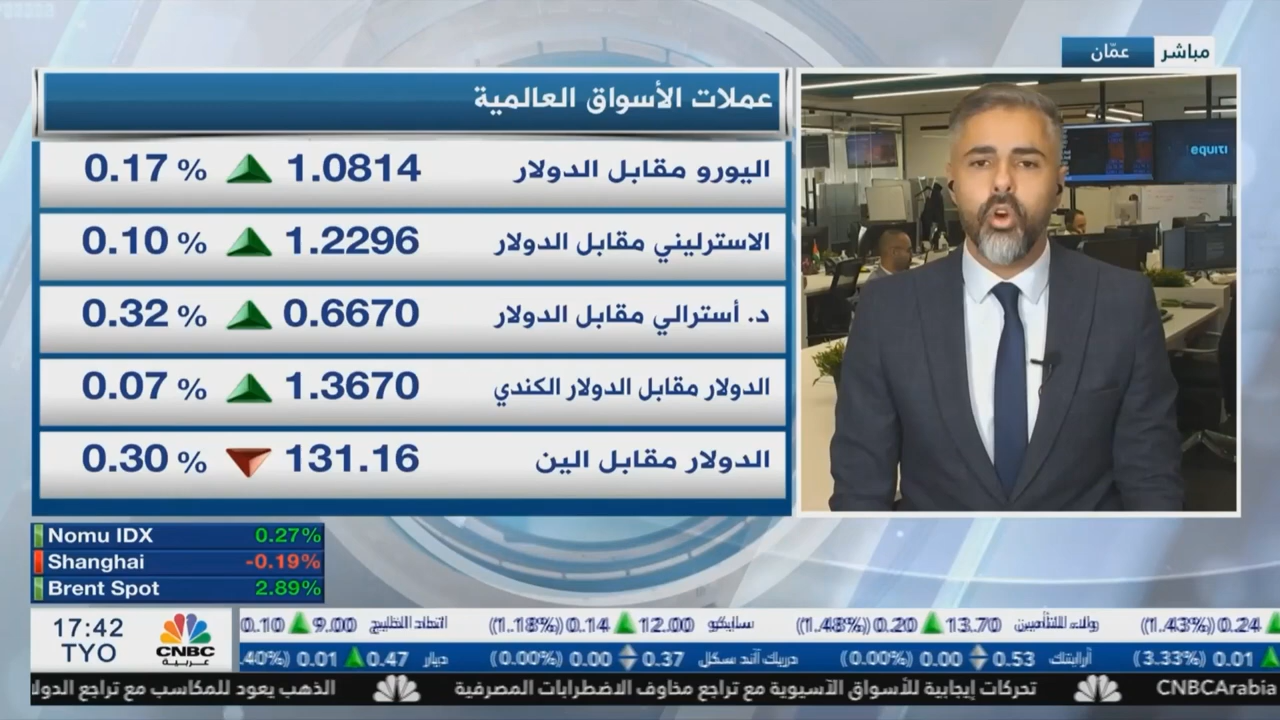 مباشر عمّان
عملات الأسواق العالمية
اليورو مقابل الدولار 1.0814 0.17 %
الاسترليني مقابل الدولار 1.2296 0.10 %
د. أسترالي مقابل الدولار 0.6670 0.32 %
الدولار مقابل الدولار الكندي 1.3670 0.07 %
الدولار مقابل الين 131.16 0.30 %
equiti
Nomu IDX 0.27%
Shanghai -0.19%
Brent Spot 2.89%
17:42
TYO
CNBC
عربية
0.10 9.00 اتحاد الخليج (1.18%) 0.14 12.00 سابكو (1.48%) 0.20 13.70 ولاء للتأمين (1.43%) 0.24
.40%) 0.01 0.47 ديار (0.00%) 0.00 0.37 دريك آند سكل (0.00%) 0.00 0.53 أرابتك (3.33%) 0.01
CNBCArabia تحركات إيجابية للأسواق الآسيوية مع تراجع مخاوف الاضطرابات المصرفية الذهب يعود للمكاسب مع تراجع الدولا